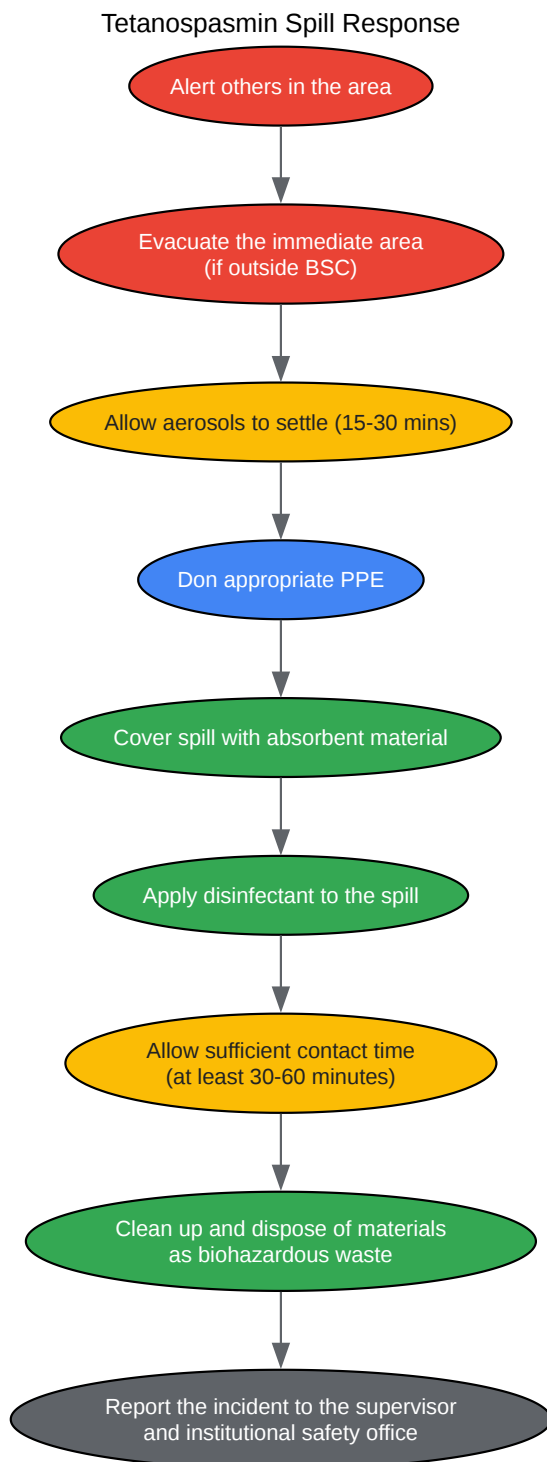 Tetanospasmin Spill Response
Alert others in the area
Evacuate the immediate area
(if outside BSC)
Allow aerosols to settle (15-30 mins)
Don appropriate PPE
Cover spill with absorbent material
Apply disinfectant to the spill
Allow sufficient contact time
(at least 30-60 minutes)
Clean up and dispose of materials
as biohazardous waste
Report the incident to the supervisor
and institutional safety office